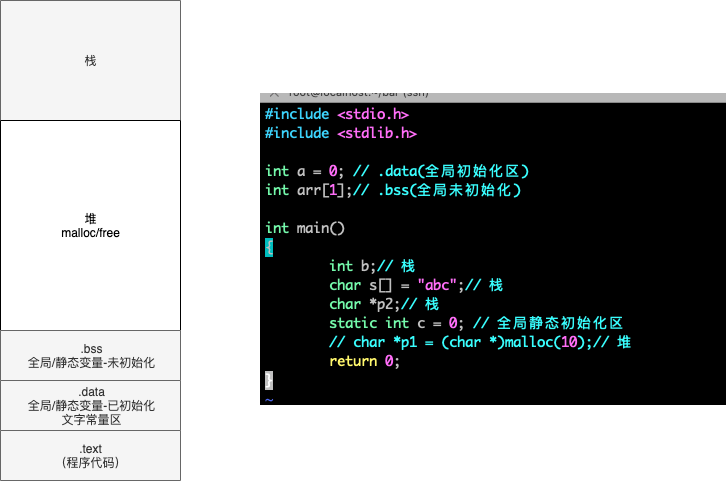 栈
堆
malloc/free
.bss
全局/静态变量-未初始化
.data
全局/静态变量-已初始化
文字常量区
.text
(程序代码)
root@localhost:~/bar (ssh)
#include <stdio.h>
#include <stdlib.h>
int a = 0; // .data(全局初始化区)
int arr[1];// .bss(全局未初始化)
int main()
{
int b;// 栈
char s[] = "abc";// 栈
char *p2;// 栈
static int c = 0; // 全局静态初始化区
// char *p1 = (char *)malloc(10);// 堆
return 0;
}
~